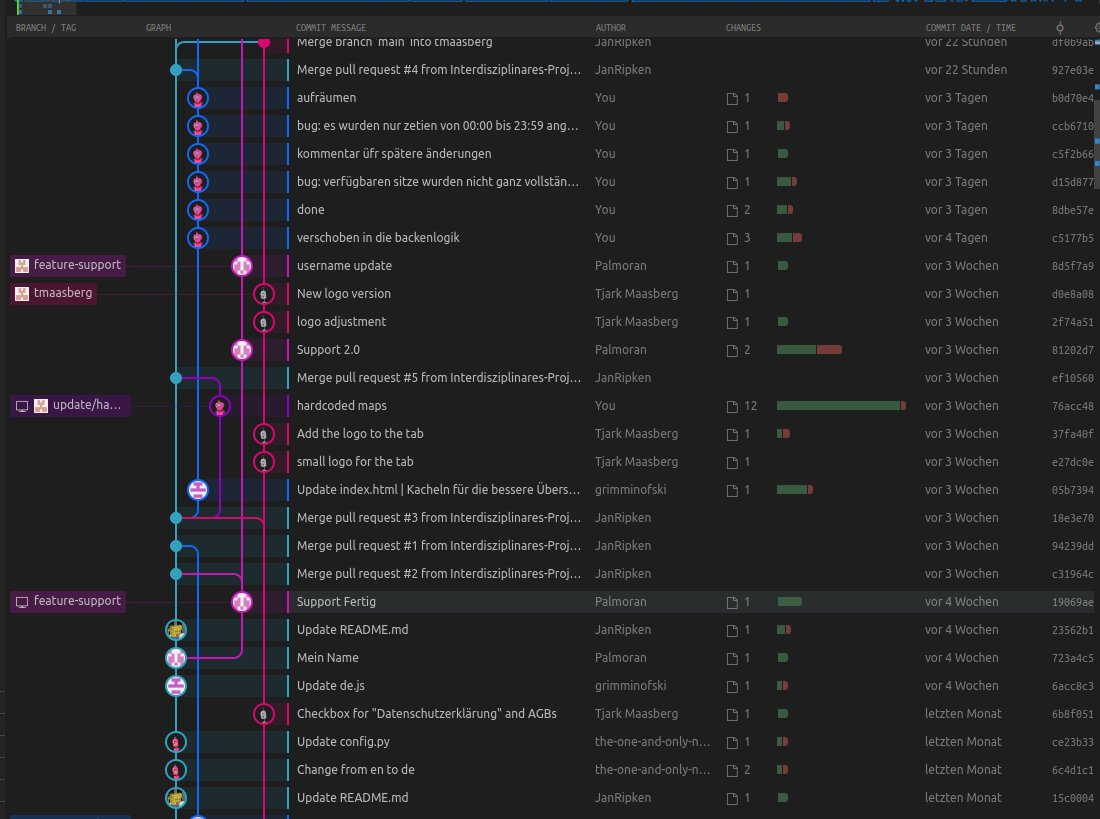 BRANCH / TAG GRAPH COMMIT MESSAGE AUTHOR CHANGES COMMIT DATE / TIME
Merge branch 'main' into tmaasberg JanRipken vor 22 Stunden df0b9ab
Merge pull request #4 from Interdisziplinares-Proj... JanRipken vor 22 Stunden 927e03e
aufräumen You 1 vor 3 Tagen b0d70e4
bug: es wurden nur zetien von 00:00 bis 23:59 ang... You 1 vor 3 Tagen ccb6710
kommentar üfr spätere änderungen You 1 vor 3 Tagen c5f2b66
bug: verfügbaren sitze wurden nicht ganz vollstän... You 1 vor 3 Tagen d15d877
done You 2 vor 3 Tagen 8dbe57e
verschoben in die backenlogik You 3 vor 4 Tagen c5177b5
feature-support username update Palmoran 1 vor 3 Wochen 8d5f7a9
tmaasberg New logo version Tjark Maasberg 1 vor 3 Wochen d0e8a08
logo adjustment Tjark Maasberg 1 vor 3 Wochen 2f74a51
Support 2.0 Palmoran 2 vor 3 Wochen 81202d7
Merge pull request #5 from Interdisziplinares-Proj... JanRipken vor 3 Wochen ef10560
update/ha... hardcoded maps You 12 vor 3 Wochen 76acc48
Add the logo to the tab Tjark Maasberg 1 vor 3 Wochen 37fa40f
small logo for the tab Tjark Maasberg 1 vor 3 Wochen e27dc0e
Update index.html | Kacheln für die bessere Übers... grimminofski 1 vor 3 Wochen 05b7394
Merge pull request #3 from Interdisziplinares-Proj... JanRipken vor 3 Wochen 18e3e70
Merge pull request #1 from Interdisziplinares-Proj... JanRipken vor 3 Wochen 94239dd
Merge pull request #2 from Interdisziplinares-Proj... JanRipken vor 3 Wochen c31964c
feature-support Support Fertig Palmoran 1 vor 4 Wochen 19069ae
Update README.md JanRipken 1 vor 4 Wochen 23562b1
Mein Name Palmoran 1 vor 4 Wochen 723a4c5
Update de.js grimminofski 1 vor 4 Wochen 6acc8c3
Checkbox for "Datenschutzerklärung" and AGBs Tjark Maasberg 1 letzten Monat 6b8f051
Update config.py the-one-and-only-n... 1 letzten Monat ce23b33
Change from en to de the-one-and-only-n... 2 letzten Monat 6c4d1c1
Update README.md JanRipken 1 letzten Monat 15c0004